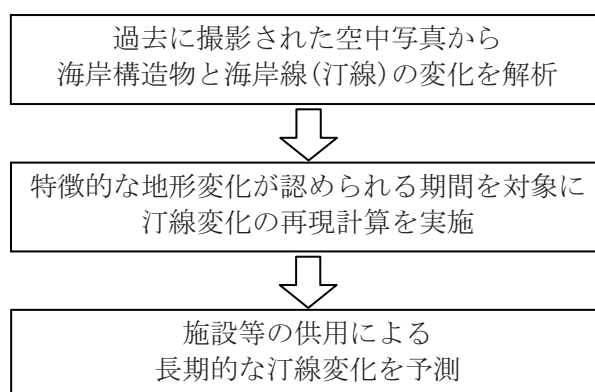 過去に撮影された空中写真から
海岸構造物と海岸線(汀線)の変化を解析
特徴的な地形変化が認められる期間を対象に
汀線変化の再現計算を実施
施設等の供用による
長期的な汀線変化を予測